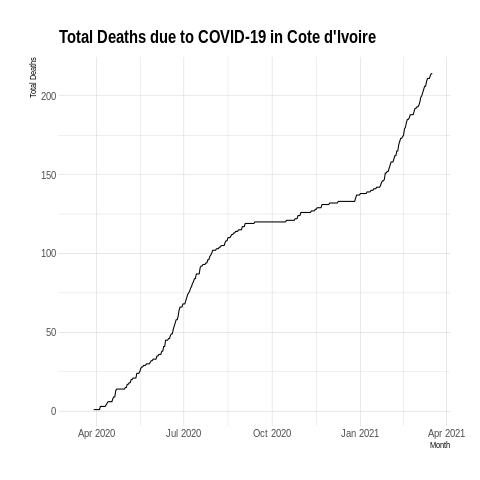 Total Deaths due to COVID-19 in Cote d'Ivoire
Total Deaths
200
150
100
50
0
Apr 2020
Jul 2020
Oct 2020
Jan 2021
Apr 2021
Month